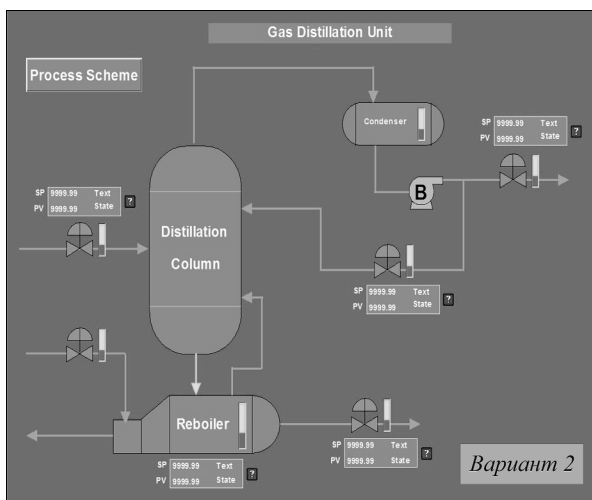 Gas Distillation Unit
Process Scheme
Condenser
SP 9999.99 Text
PV 9999.99 State
?
B
SP 9999.99 Text
PV 9999.99 State
?
Distillation
Column
SP 9999.99 Text
PV 9999.99 State
?
Reboiler
SP 9999.99 Text
PV 9999.99 State
?
SP 9999.99 Text
PV 9999.99 State
?
Вариант 2